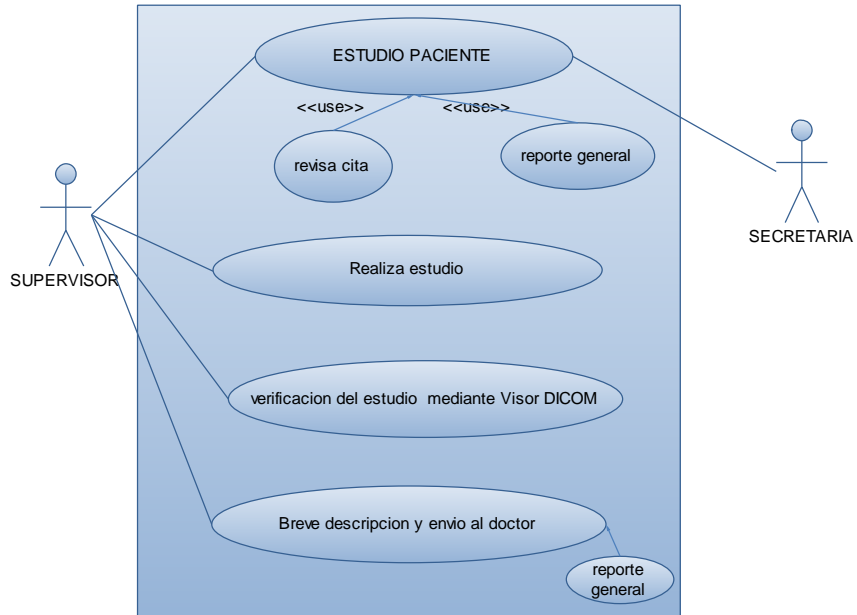 ESTUDIO PACIENTE
<<use>>
<<use>>
revisa cita
reporte general
SUPERVISOR
SECRETARIA
Realiza estudio
verificacion del estudio mediante Visor DICOM
Breve descripcion y envio al doctor
reporte
general